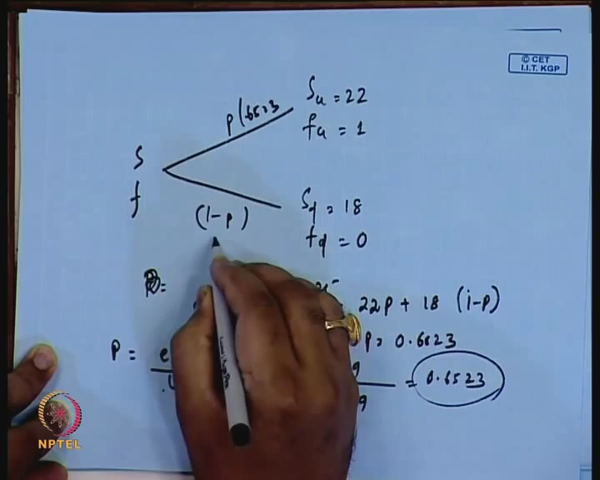 © CET
I.I.T. KGP
p/.6523
Su = 22
fu = 1
S
f
(1-p)
Sd = 18
fd = 0
22p + 18 (1-p)
p = 0.6523
P =
= 0.6523
NPTEL